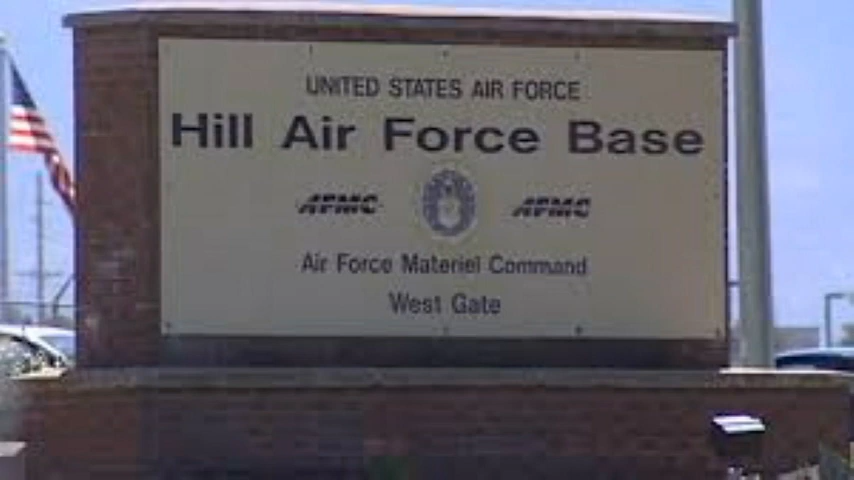 UNITED STATES AIR FORCE
Hill Air Force Base
AFMC AFMC
Air Force Materiel Command
West Gate